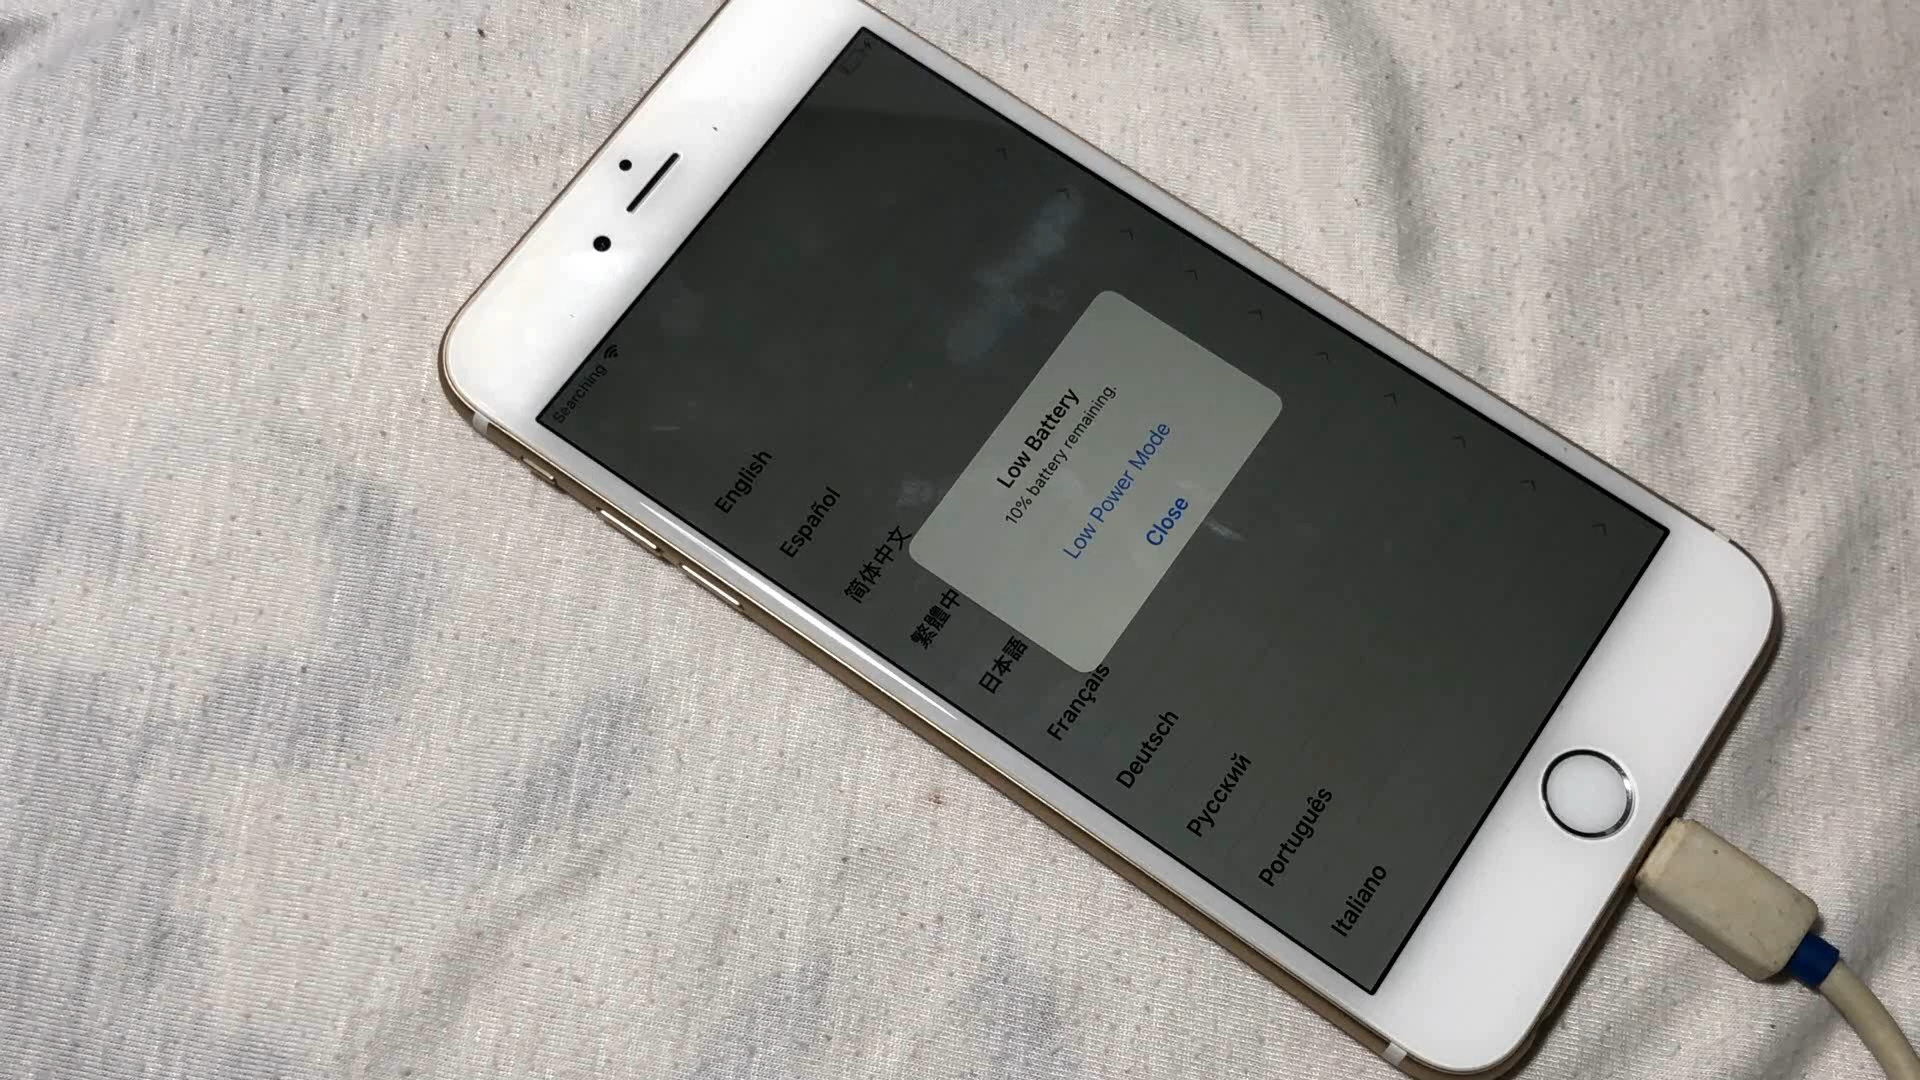 Searching
English
Español
简体中文
繁體中
日本語
Français
Deutsch
Русский
Português
Italiano
Low Battery
10% battery remaining.
Low Power Mode
Close